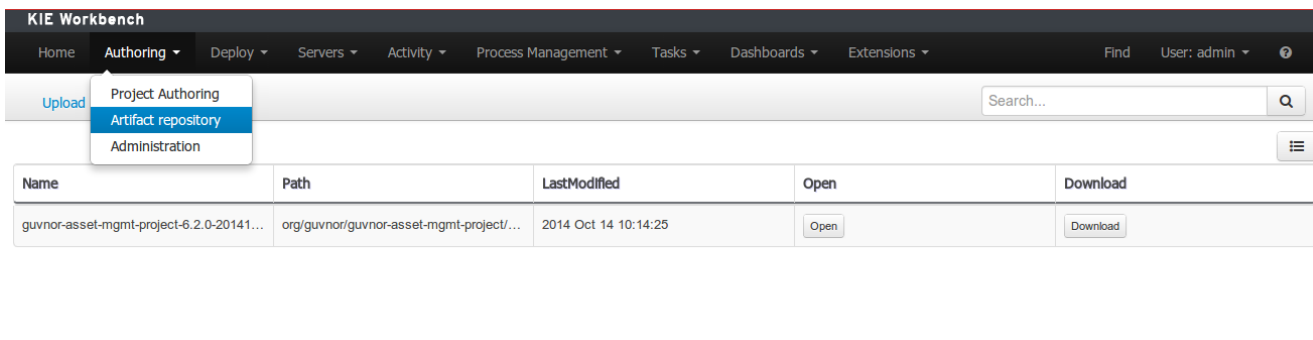 KIE Workbench
Home Authoring Deploy Servers Activity Process Management Tasks Dashboards Extensions Find User: admin
Upload Search...
Project Authoring
Artifact repository
Administration
Name Path LastModified Open Download
guvnor-asset-mgmt-project-6.2.0-20141... org/guvnor/guvnor-asset-mgmt-project/... 2014 Oct 14 10:14:25 Open Download